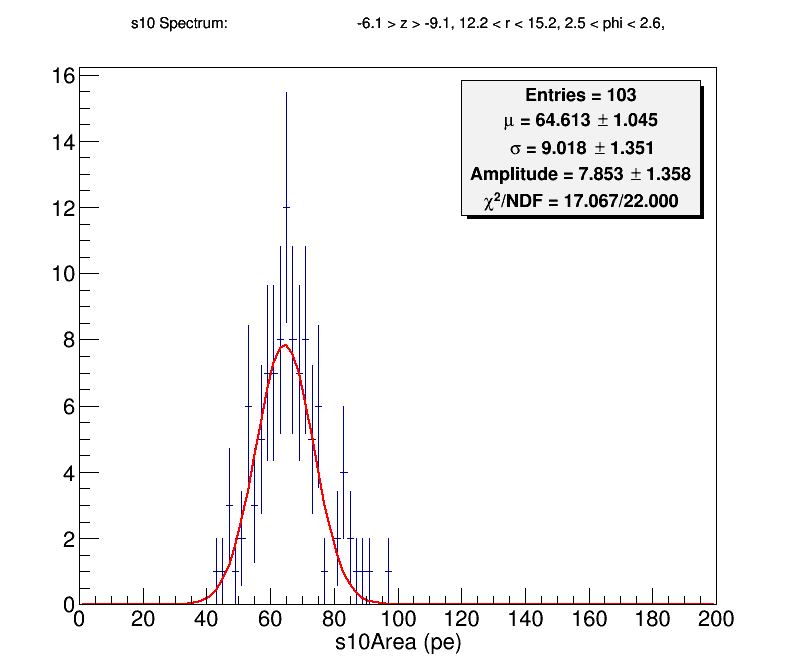 s10 Spectrum: -6.1 > z > -9.1, 12.2 < r < 15.2, 2.5 < phi < 2.6,
Entries = 103
μ = 64.613 ± 1.045
σ = 9.018 ± 1.351
Amplitude = 7.853 ± 1.358
χ²/NDF = 17.067/22.000
16
14
12
10
8
6
4
2
0
0 20 40 60 80 100 120 140 160 180 200
s10Area (pe)